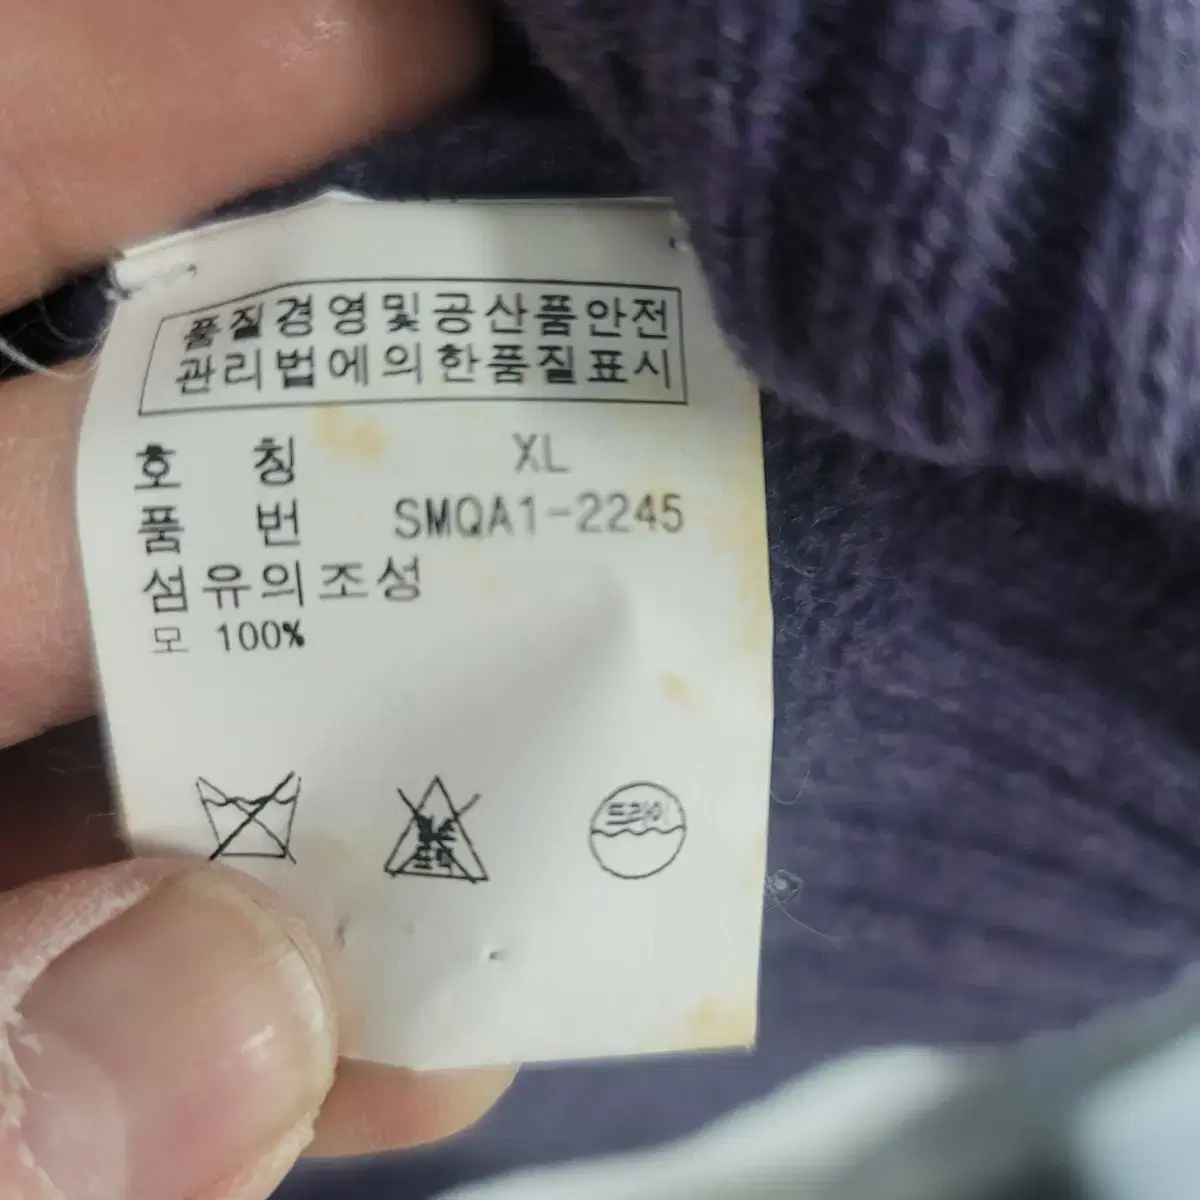 품질경영및공산품안전
관리법에의한품질표시
호 칭 XL
품 번 SMQA1-2245
섬유의조성
모 100%
드라이